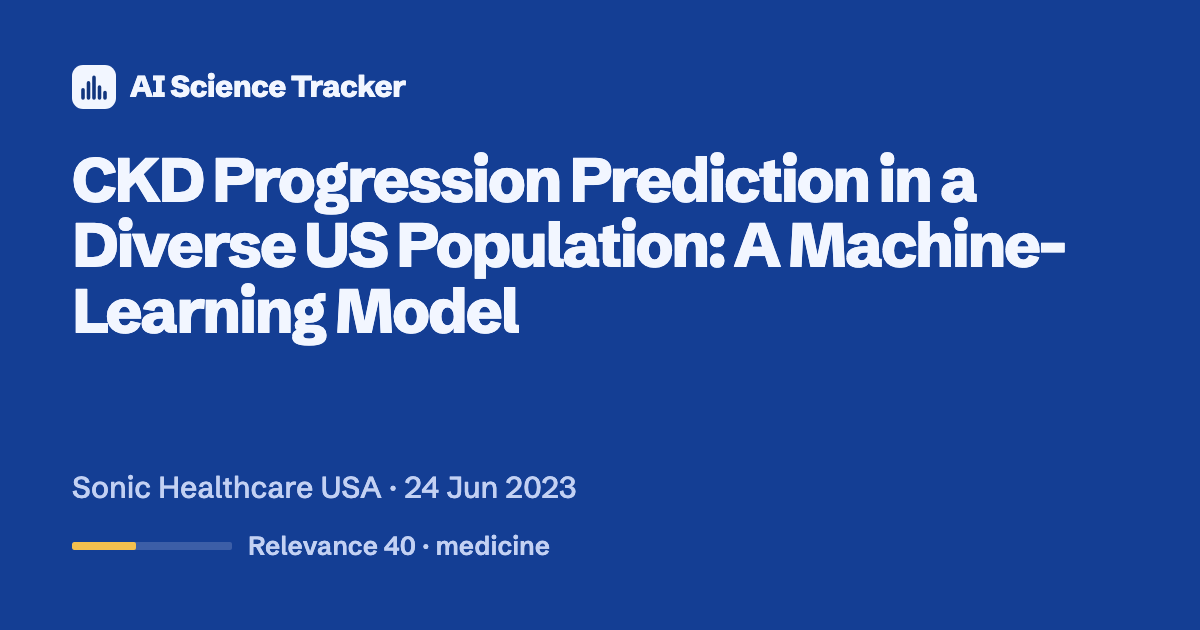 AI Science Tracker
CKD Progression Prediction in a
Diverse US Population: A Machine-
Learning Model
Sonic Healthcare USA · 24 Jun 2023
Relevance 40 · medicine